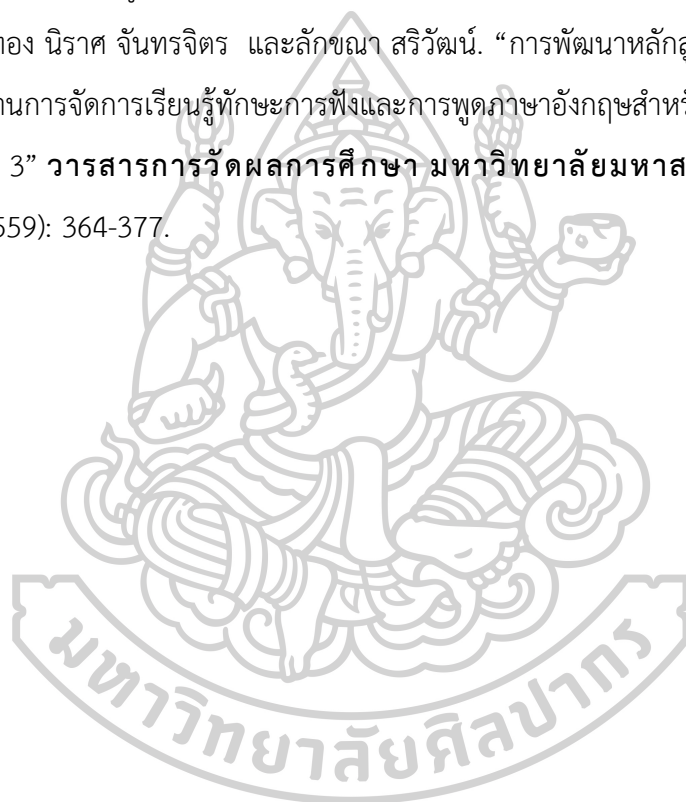 ทอง นิราศ จันทรจิตร และลักขณา สริวัฒน์. “การพัฒนาหลักสู
านการจัดการเรียนรู้ทักษะการฟังและการพูดภาษาอังกฤษสำหรั
3” วารสารการวัดผลการศึกษา มหาวิทยาลัยมหาส
559): 364-377.
มหาวิทยาลัยศิลปากร